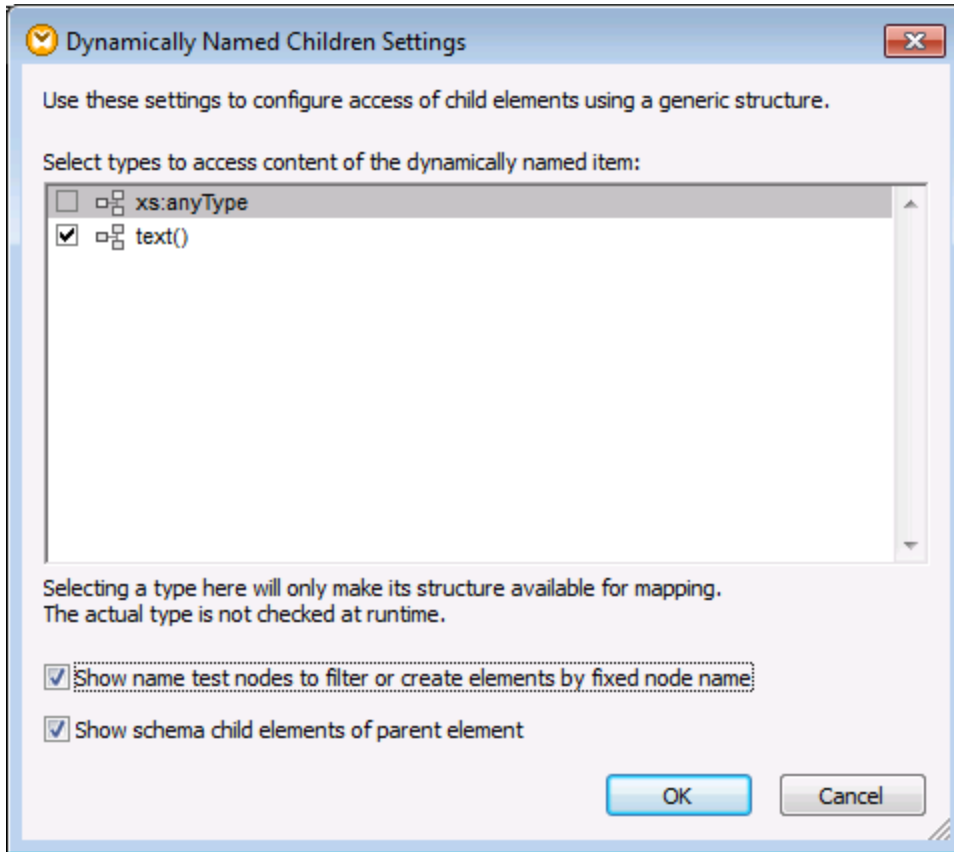 Dynamically Named Children Settings
Use these settings to configure access of child elements using a generic structure.
Select types to access content of the dynamically named item:
xs:anyType
text()
Selecting a type here will only make its structure available for mapping.
The actual type is not checked at runtime.
Show name test nodes to filter or create elements by fixed node name
Show schema child elements of parent element
OK Cancel